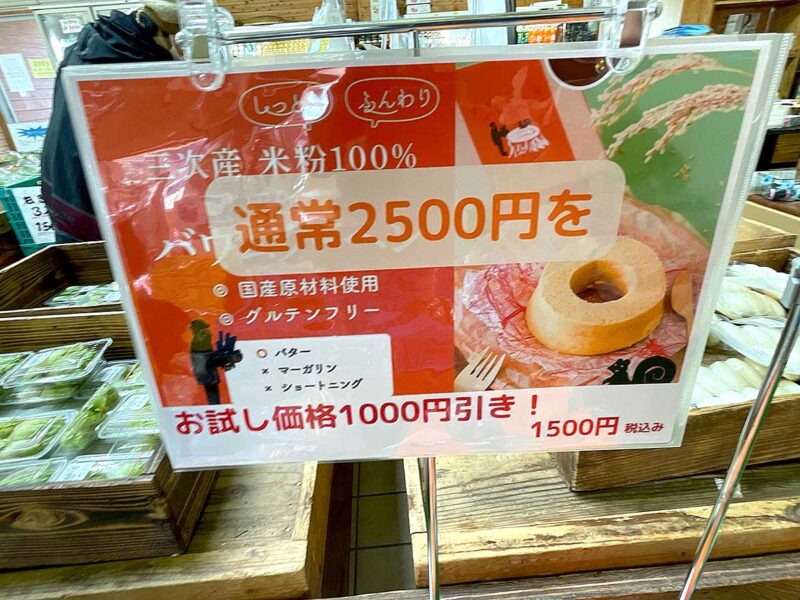 しっとり
ふんわり
三次産 米粉100%
バウ
通常2500円を
◎ 国産原材料使用
◎ グルテンフリー
○ バター
× マーガリン
× ショートニング
お試し価格1000円引き！
1500円 税込み